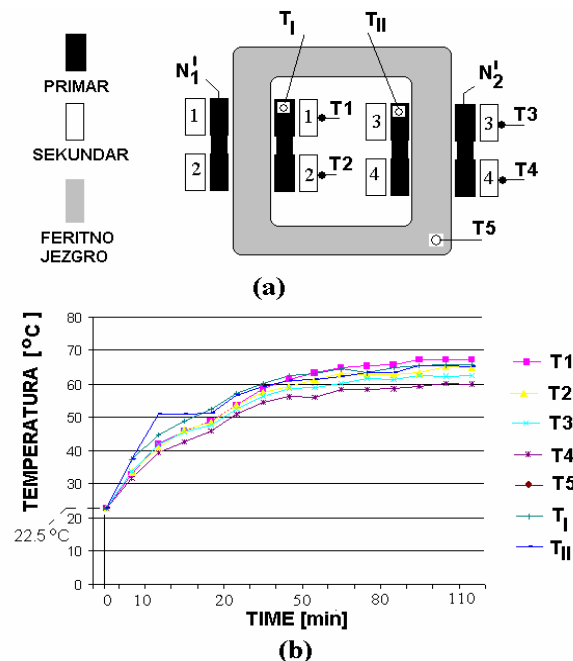 PRIMAR
SEKUNDAR
FERITNO
JEZGRO
T_I
T_II
N_1^I
N_2^I
1
1
T1
3
3
T3
2
2
T2
4
4
T4
T5
(a)
TEMPERATURA [°C]
80
70
60
50
40
30
20
10
0
22.5 °C
0 10 20 50 80 110
TIME [min]
T1
T2
T3
T4
T5
T_I
T_II
(b)